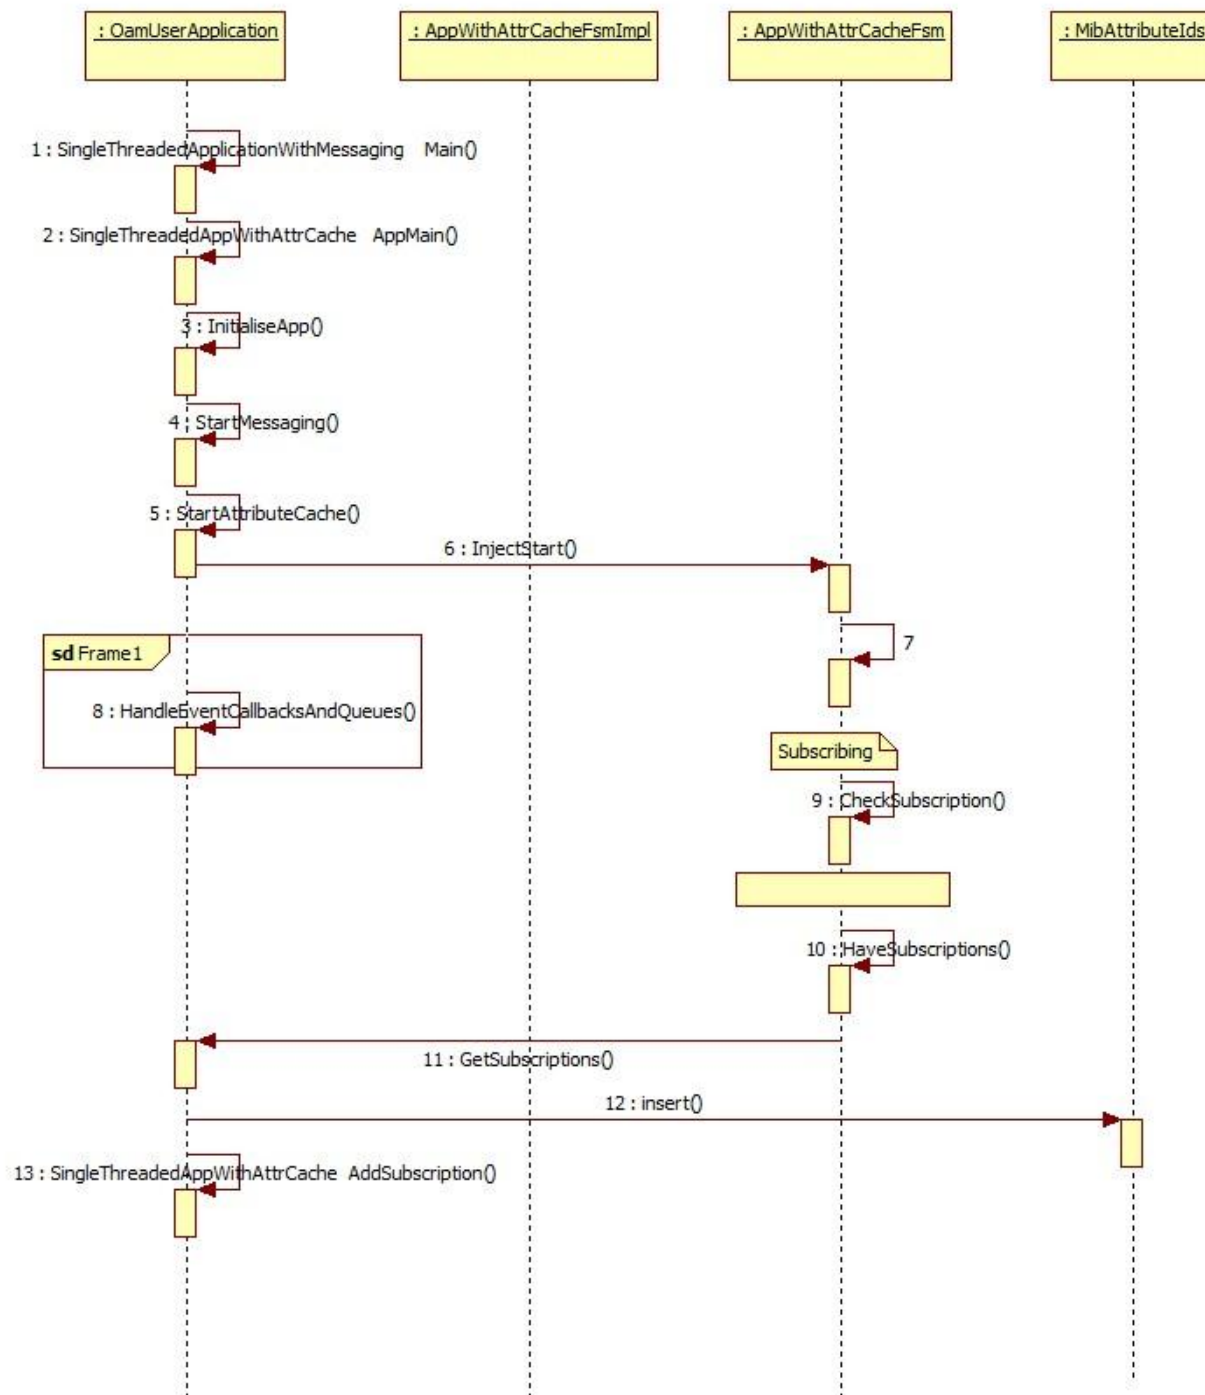 : OamUserApplication
: AppWithAttrCacheFsmImpl
: AppWithAttrCacheFsm
: MibAttributeIds
1 : SingleThreadedApplicationWithMessaging Main()
2 : SingleThreadedAppWithAttrCache AppMain()
3 : InitialiseApp()
4 : StartMessaging()
5 : StartAttributeCache()
6 : InjectStart()
7
sd Frame1
8 : HandleEventCallbacksAndQueues()
Subscribing
9 : CheckSubscription()
10 : HaveSubscriptions()
11 : GetSubscriptions()
12 : insert()
13 : SingleThreadedAppWithAttrCache AddSubscription()